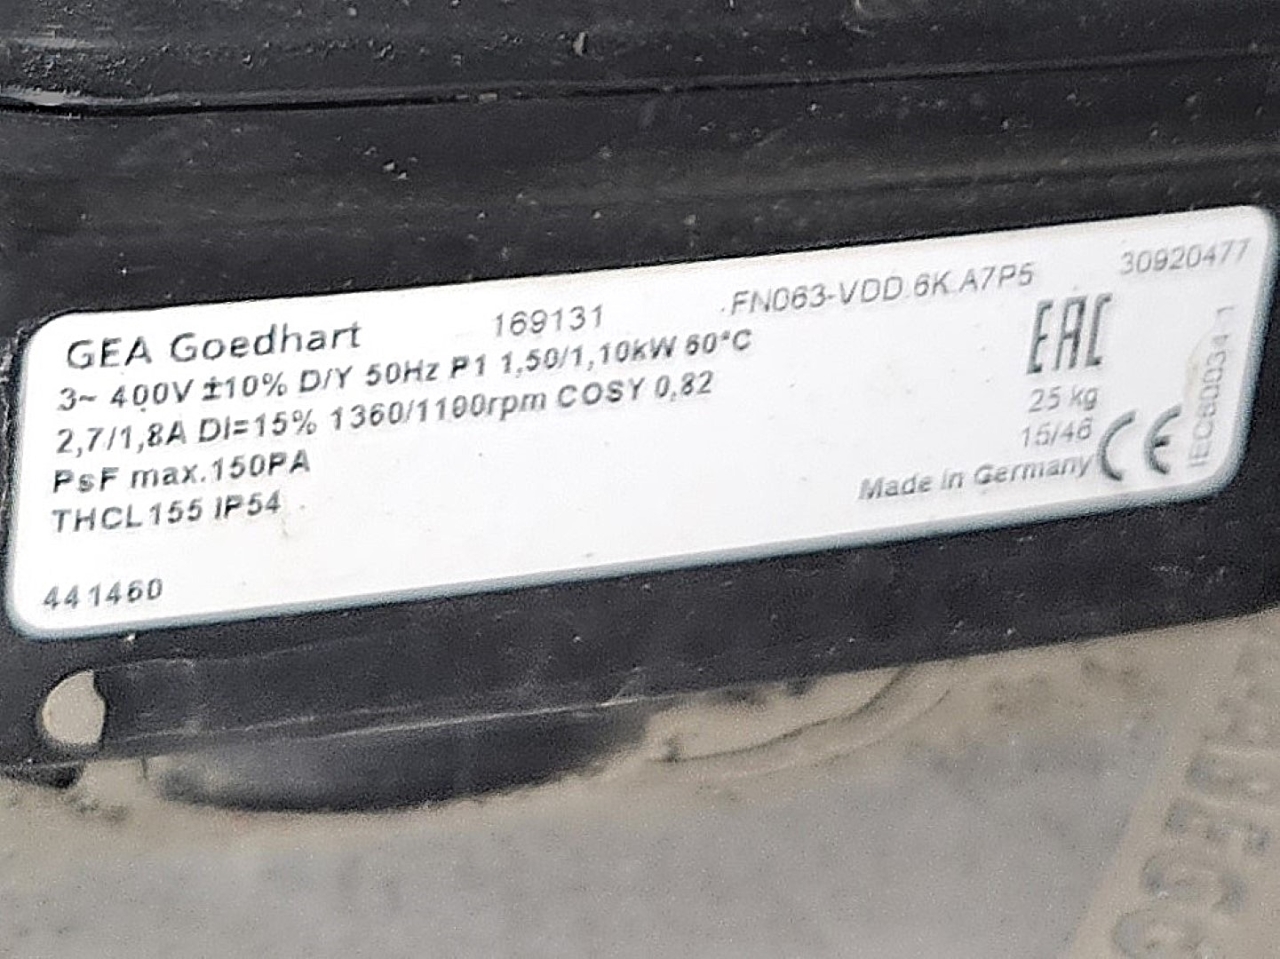 GEA Goedhart 169131 .FN063-VDD.6K.A7P5 30920477
3~ 400V ±10% D/Y 50Hz P1 1,50/1,10kW 60°C
2,7/1,8A DI=15% 1360/1100rpm COSY 0,82
PsF max.150PA
THCL155 IP54
441460
EAC
25 kg
15/46
Made in Germany CE
IEC60034-1